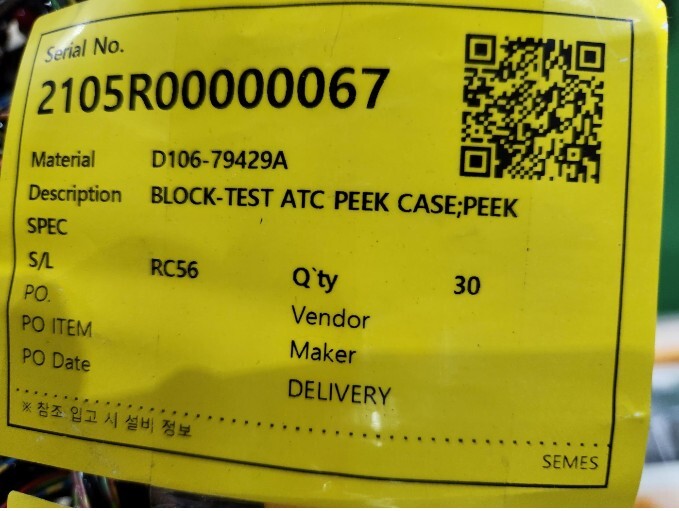 Serial No.
2105R00000067
Material D106-79429A
Description BLOCK-TEST ATC PEEK CASE;PEEK
SPEC
S/L RC56 Q`ty 30
PO. Vendor
PO ITEM Maker
PO Date DELIVERY
※ 참조 입고 시 설비 정보
SEMES